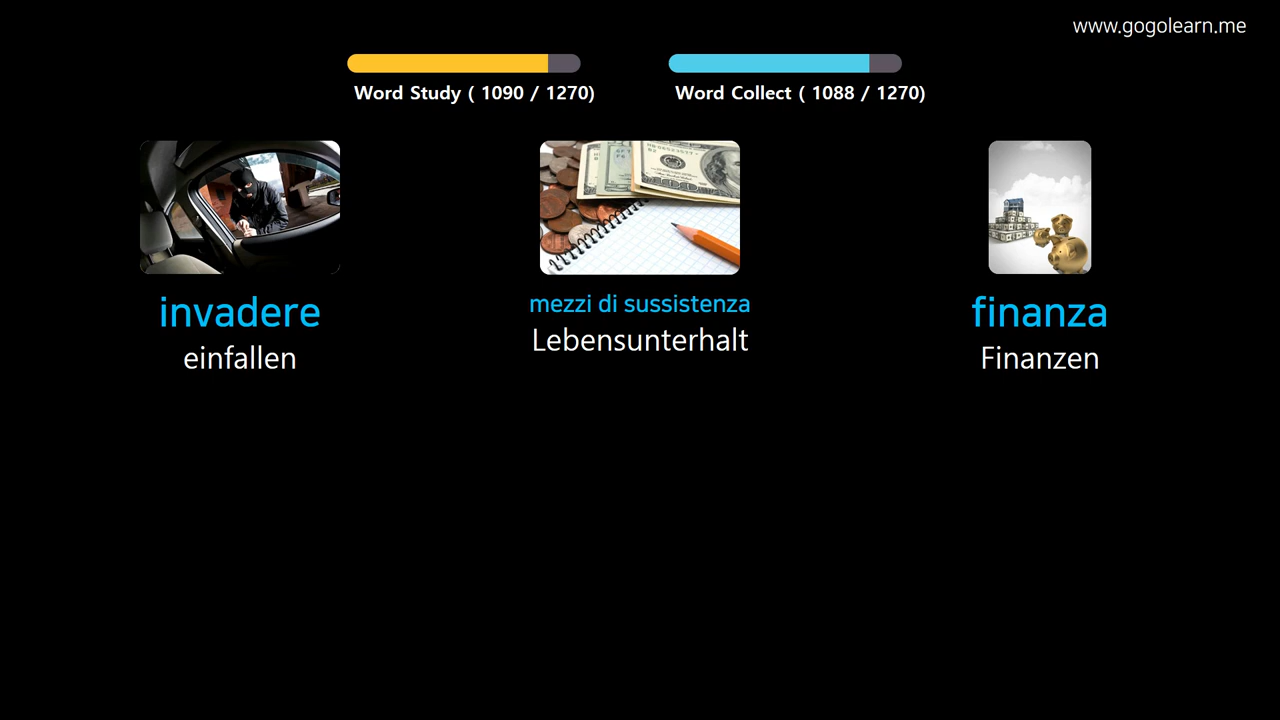 www.gogolearn.me
Word Study ( 1090 / 1270)
Word Collect ( 1088 / 1270)
invadere
einfallen
mezzi di sussistenza
Lebensunterhalt
finanza
Finanzen